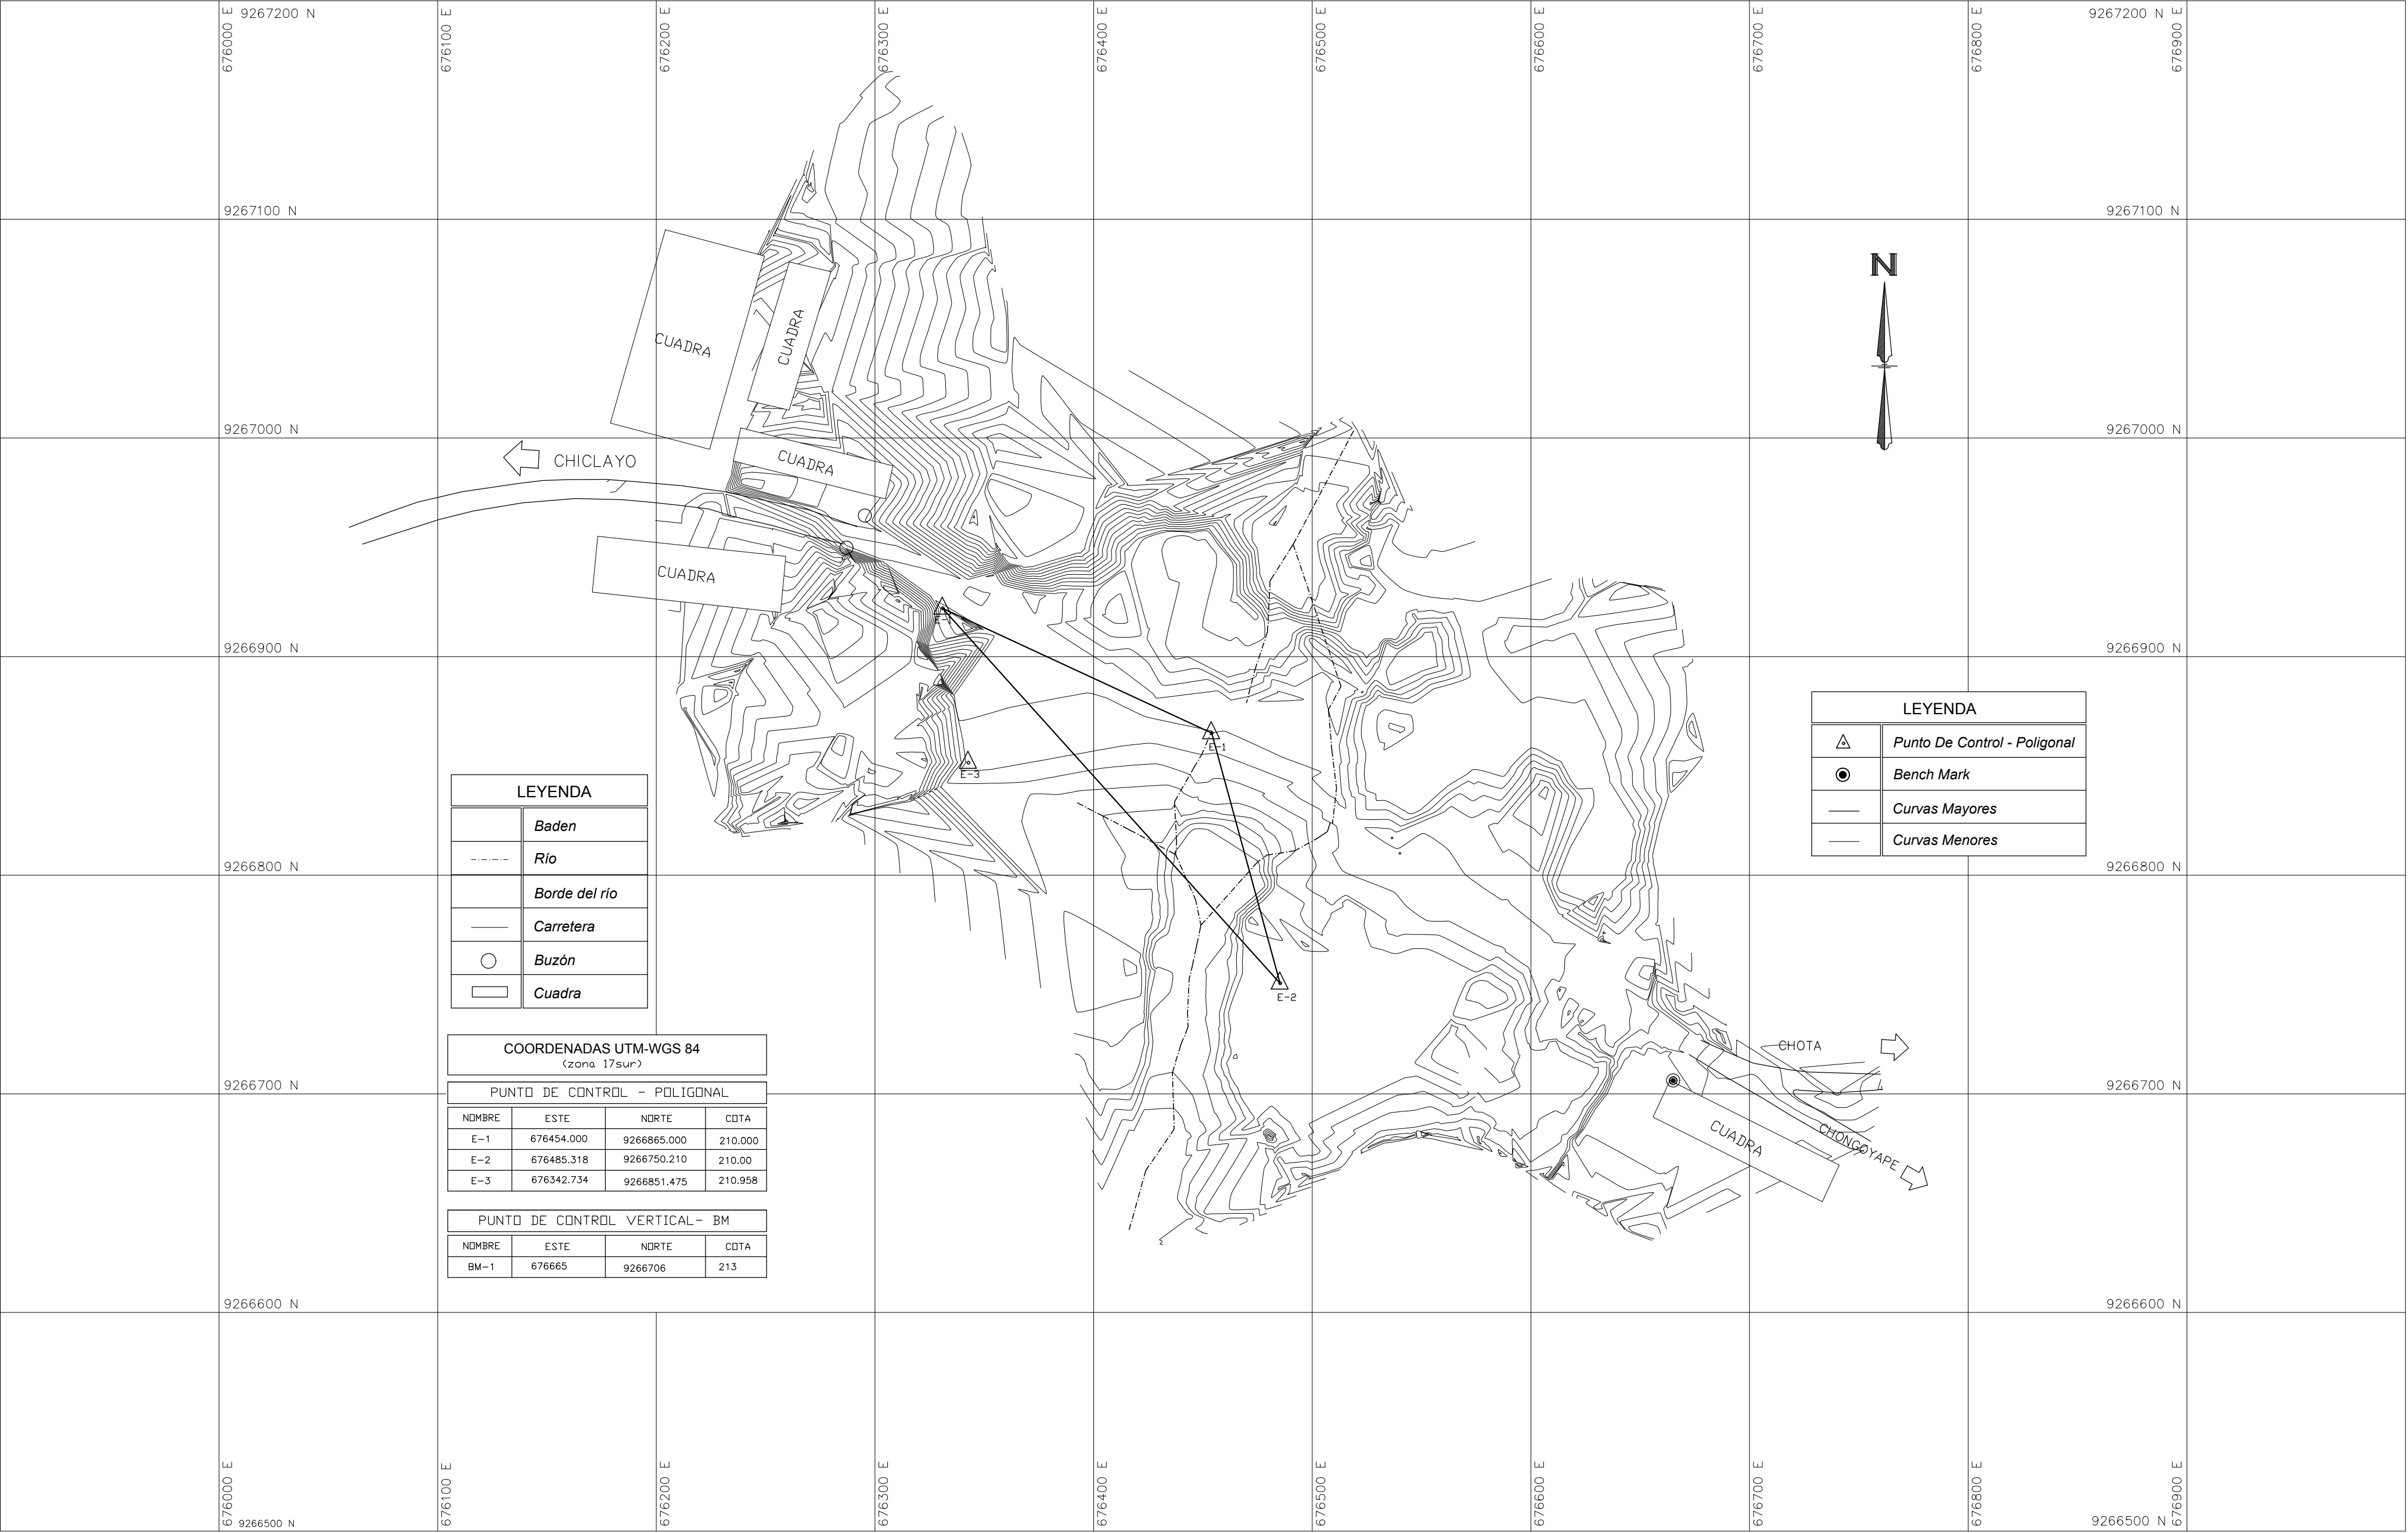 676000 E
9267200 N
676100 E
676200 E
676300 E
676400 E
676500 E
676600 E
676700 E
676800 E
9267200 N
676900 E
9267100 N
9267100 N
N
CUADRA
CUADRA
9267000 N
9267000 N
CHICLAYO
CUADRA
CUADRA
E-1
9266900 N
9266900 N
E-1
E-3
LEYENDA
Punto De Control - Poligonal
Bench Mark
Curvas Mayores
Curvas Menores
LEYENDA
Baden
Río
Borde del río
Carretera
Buzón
Cuadra
9266800 N
9266800 N
E-2
CHOTA
CHONGOYAPE
CUADRA
9266700 N
9266700 N
COORDENADAS UTM-WGS 84
(zona 17sur)
PUNTO DE CONTROL - POLIGONAL
NOMBRE ESTE NORTE COTA
E-1 676454.000 9266865.000 210.000
E-2 676485.318 9266750.210 210.00
E-3 676342.734 9266851.475 210.958
PUNTO DE CONTROL VERTICAL- BM
NOMBRE ESTE NORTE COTA
BM-1 676665 9266706 213
9266600 N
9266600 N
676000 E
9266500 N
676100 E
676200 E
676300 E
676400 E
676500 E
676600 E
676700 E
676800 E
9266500 N
676900 E